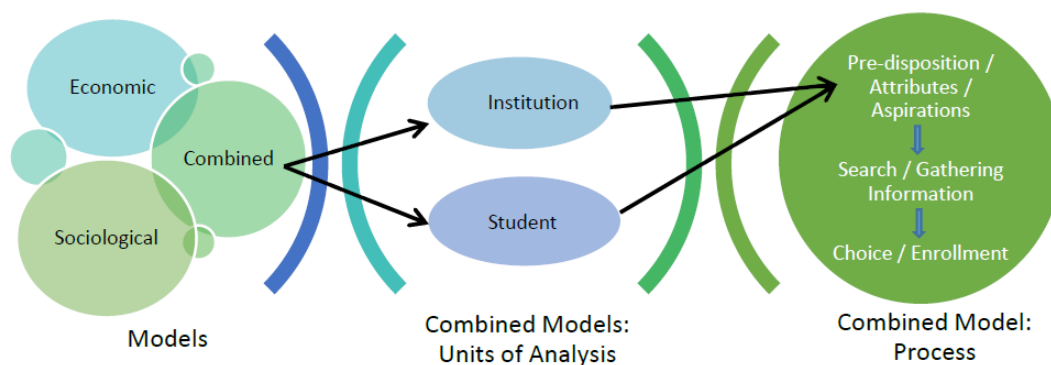 Economic
Combined
Sociological
Models
Institution
Student
Combined Models:
Units of Analysis
Pre-disposition /
Attributes /
Aspirations
Search / Gathering
Information
Choice / Enrollment
Combined Model:
Process